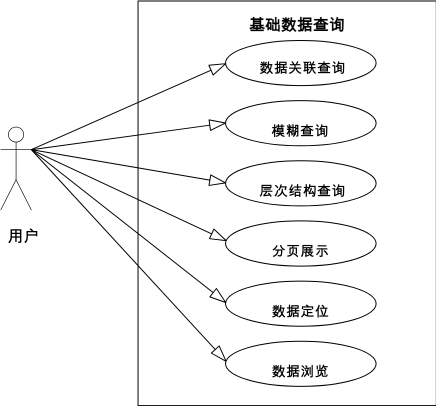 基础数据查询
数据关联查询
模糊查询
层次结构查询
用户
分页展示
数据定位
数据浏览